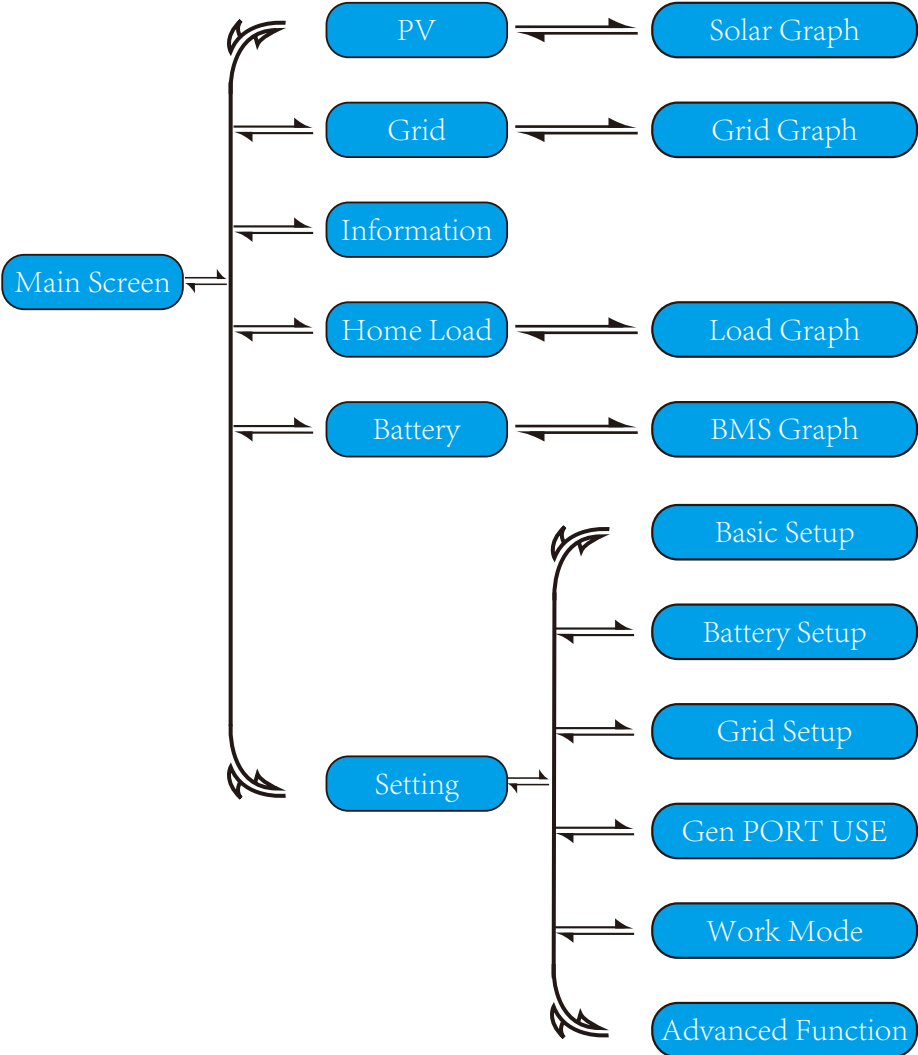 PV
Solar Graph
Grid
Grid Graph
Information
Main Screen
Home Load
Load Graph
Battery
BMS Graph
Basic Setup
Battery Setup
Grid Setup
Setting
Gen PORT USE
Work Mode
Advanced Function